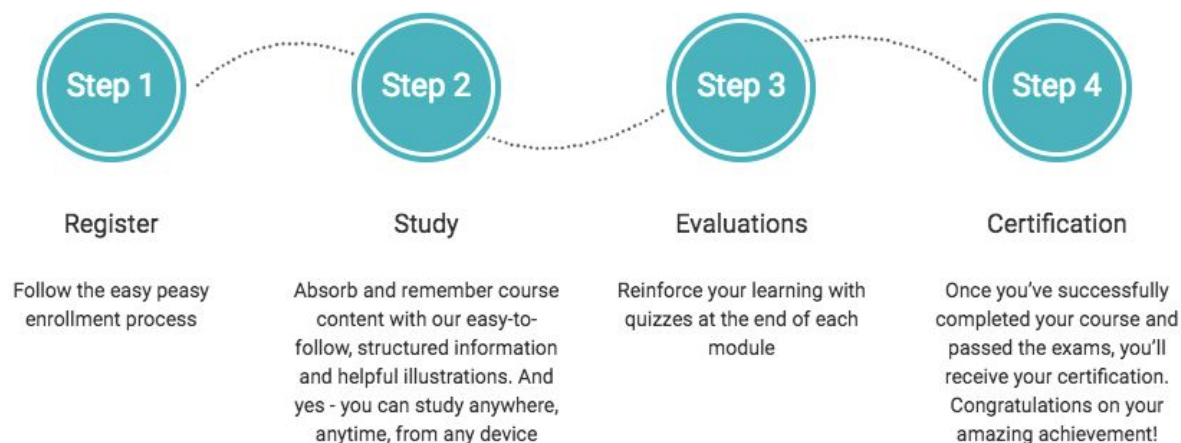 Step 1
Step 2
Step 3
Step 4
Register
Follow the easy peasy
enrollment process
Study
Absorb and remember course
content with our easy-to-
follow, structured information
and helpful illustrations. And
yes - you can study anywhere,
anytime, from any device
Evaluations
Reinforce your learning with
quizzes at the end of each
module
Certification
Once you’ve successfully
completed your course and
passed the exams, you’ll
receive your certification.
Congratulations on your
amazing achievement!